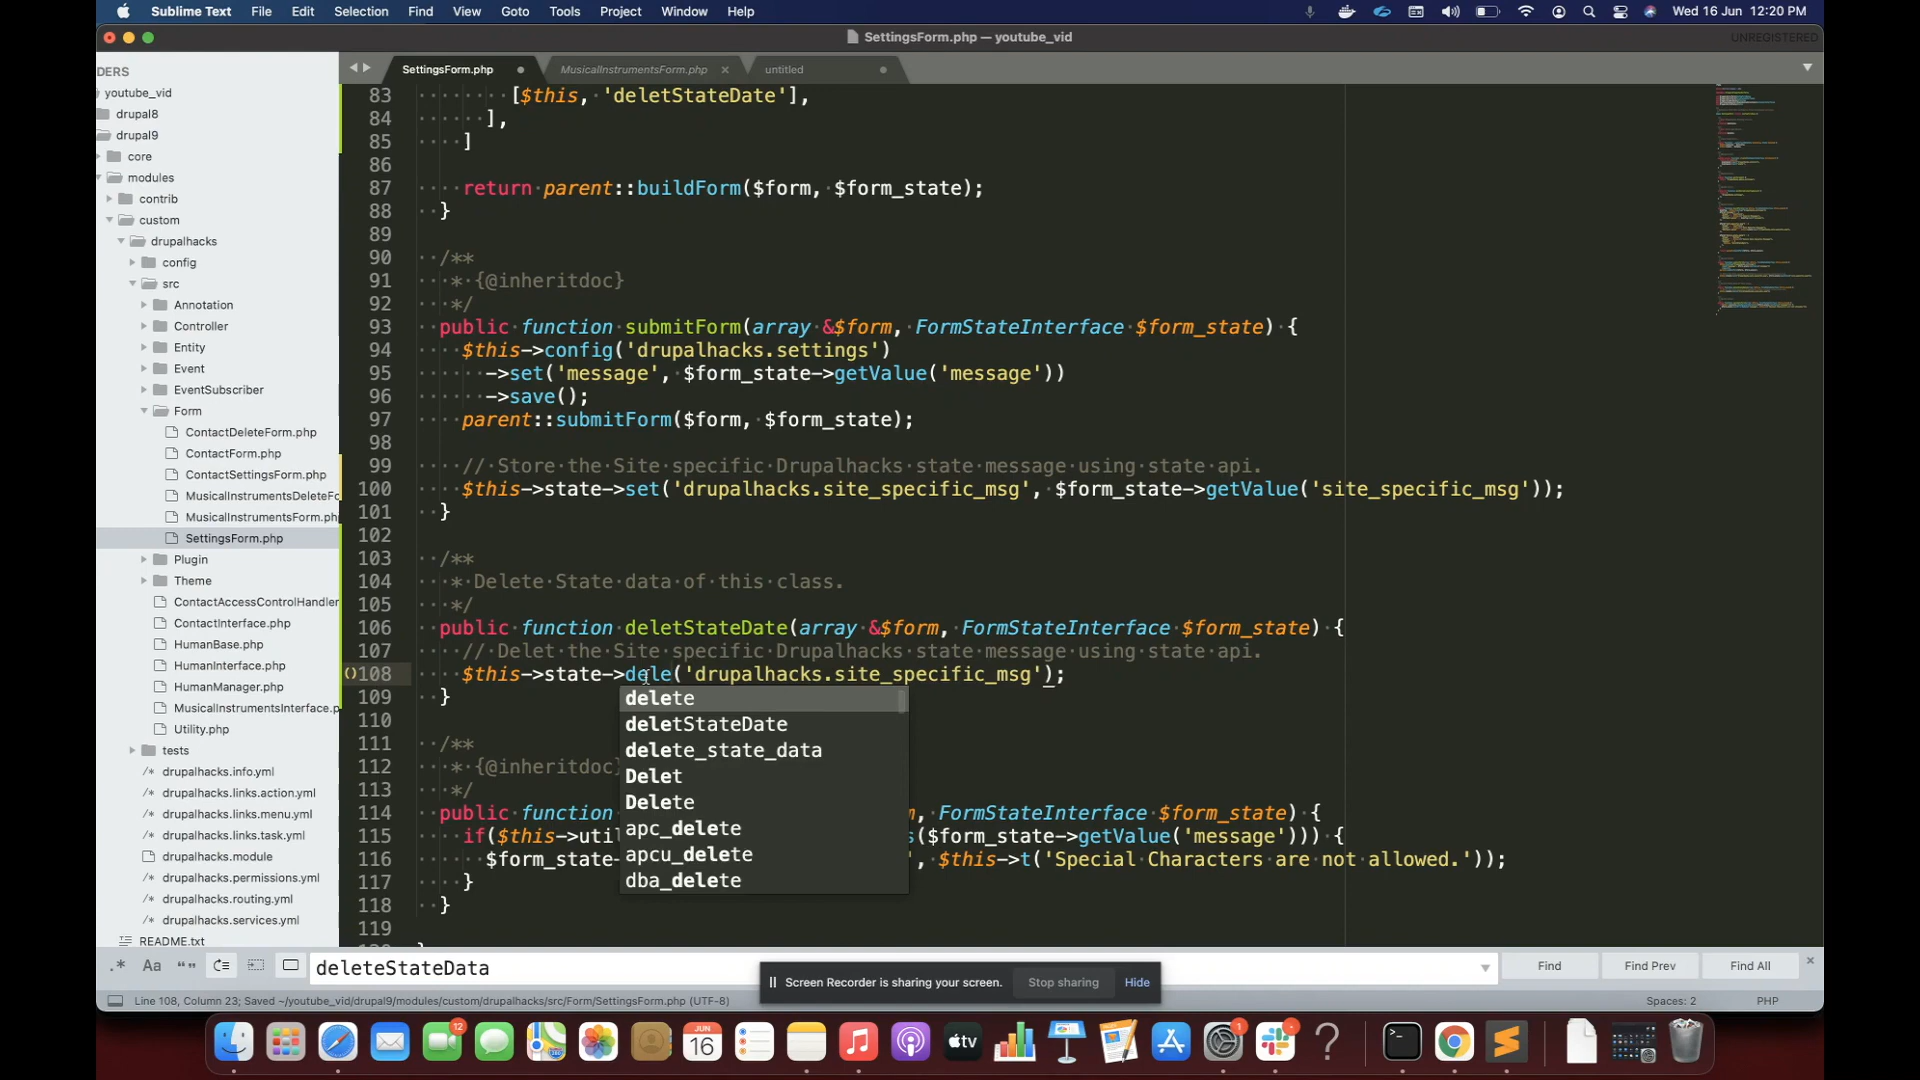 Sublime Text File Edit Selection Find View Goto Tools Project Window Help
Wed 16 Jun 12:20 PM
SettingsForm.php — youtube_vid
UNREGISTERED
DERS
youtube_vid
drupal8
drupal9
core
modules
contrib
custom
drupalhacks
config
src
Annotation
Controller
Entity
Event
EventSubscriber
Form
ContactDeleteForm.php
ContactForm.php
ContactSettingsForm.php
MusicalInstrumentsDeleteFo
MusicalInstrumentsForm.ph
SettingsForm.php
Plugin
Theme
ContactAccessControlHandler
ContactInterface.php
HumanBase.php
HumanInterface.php
HumanManager.php
MusicalInstrumentsInterface.p
Utility.php
tests
drupalhacks.info.yml
drupalhacks.links.action.yml
drupalhacks.links.menu.yml
drupalhacks.links.task.yml
drupalhacks.module
drupalhacks.permissions.yml
drupalhacks.routing.yml
drupalhacks.services.yml
README.txt
SettingsForm.php
MusicalInstrumentsForm.php
untitled
83 [$this, 'deletStateDate'],
84 ],
85 ]
86
87 return parent::buildForm($form, $form_state);
88 }
89
90 /**
91 * {@inheritdoc}
92 */
93 public function submitForm(array &$form, FormStateInterface $form_state) {
94 $this->config('drupalhacks.settings')
95 ->set('message', $form_state->getValue('message'))
96 ->save();
97 parent::submitForm($form, $form_state);
98
99 // Store the Site specific Drupalhacks state message using state api.
100 $this->state->set('drupalhacks.site_specific_msg', $form_state->getValue('site_specific_msg'));
101 }
102
103 /**
104 * Delete State data of this class.
105 */
106 public function deletStateDate(array &$form, FormStateInterface $form_state) {
107 // Delet the Site specific Drupalhacks state message using state api.
108 $this->state->dele('drupalhacks.site_specific_msg');
109 }
110
111 /**
112 * {@inheritdoc}
113 */
114 public function m, FormStateInterface $form_state) {
115 if($this->util s($form_state->getValue('message'))) {
116 $form_state- ', $this->t('Special Characters are not allowed.'));
117 }
118 }
119
delete
deletStateDate
delete_state_data
Delet
Delete
apc_delete
apcu_delete
dba_delete
.* Aa “”
deleteStateData
Find
Find Prev
Find All
Screen Recorder is sharing your screen.
Stop sharing
Hide
Line 108, Column 23; Saved ~/youtube_vid/drupal9/modules/custom/drupalhacks/src/Form/SettingsForm.php (UTF-8)
Spaces: 2
PHP
12
JUN
16
tv
1